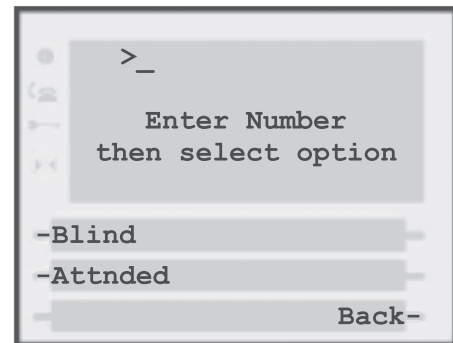 >_
Enter Number
then select option
-Blind
-Attnded
Back-